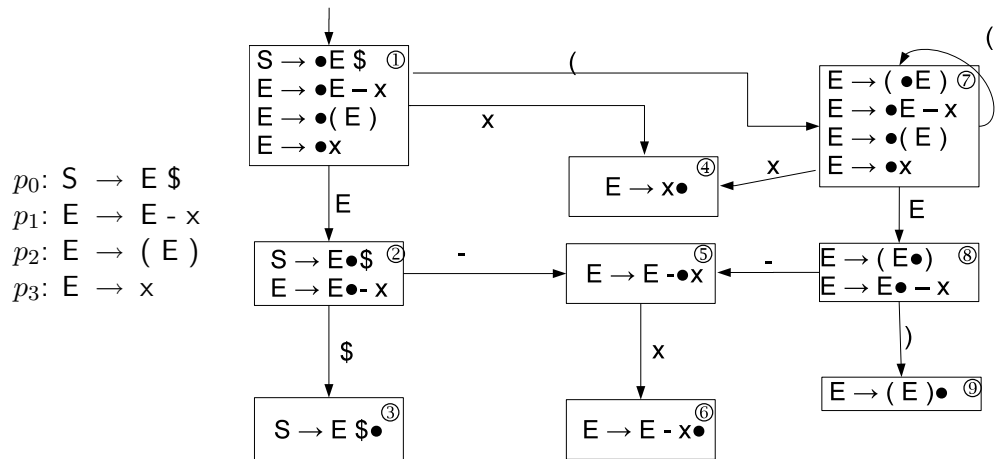 p₀: S → E $
p₁: E → E - x
p₂: E → ( E )
p₃: E → x
①
S → ●E $
E → ●E – x
E → ●( E )
E → ●x
(
x
E
②
S → E●$
E → E●- x
-
$
③
S → E $●
④
E → x●
x
⑤
E → E -●x
x
⑥
E → E - x●
⑦
E → ( ●E )
E → ●E – x
E → ●( E )
E → ●x
(
E
-
⑧
E → ( E●)
E → E● – x
)
⑨
E → ( E )●